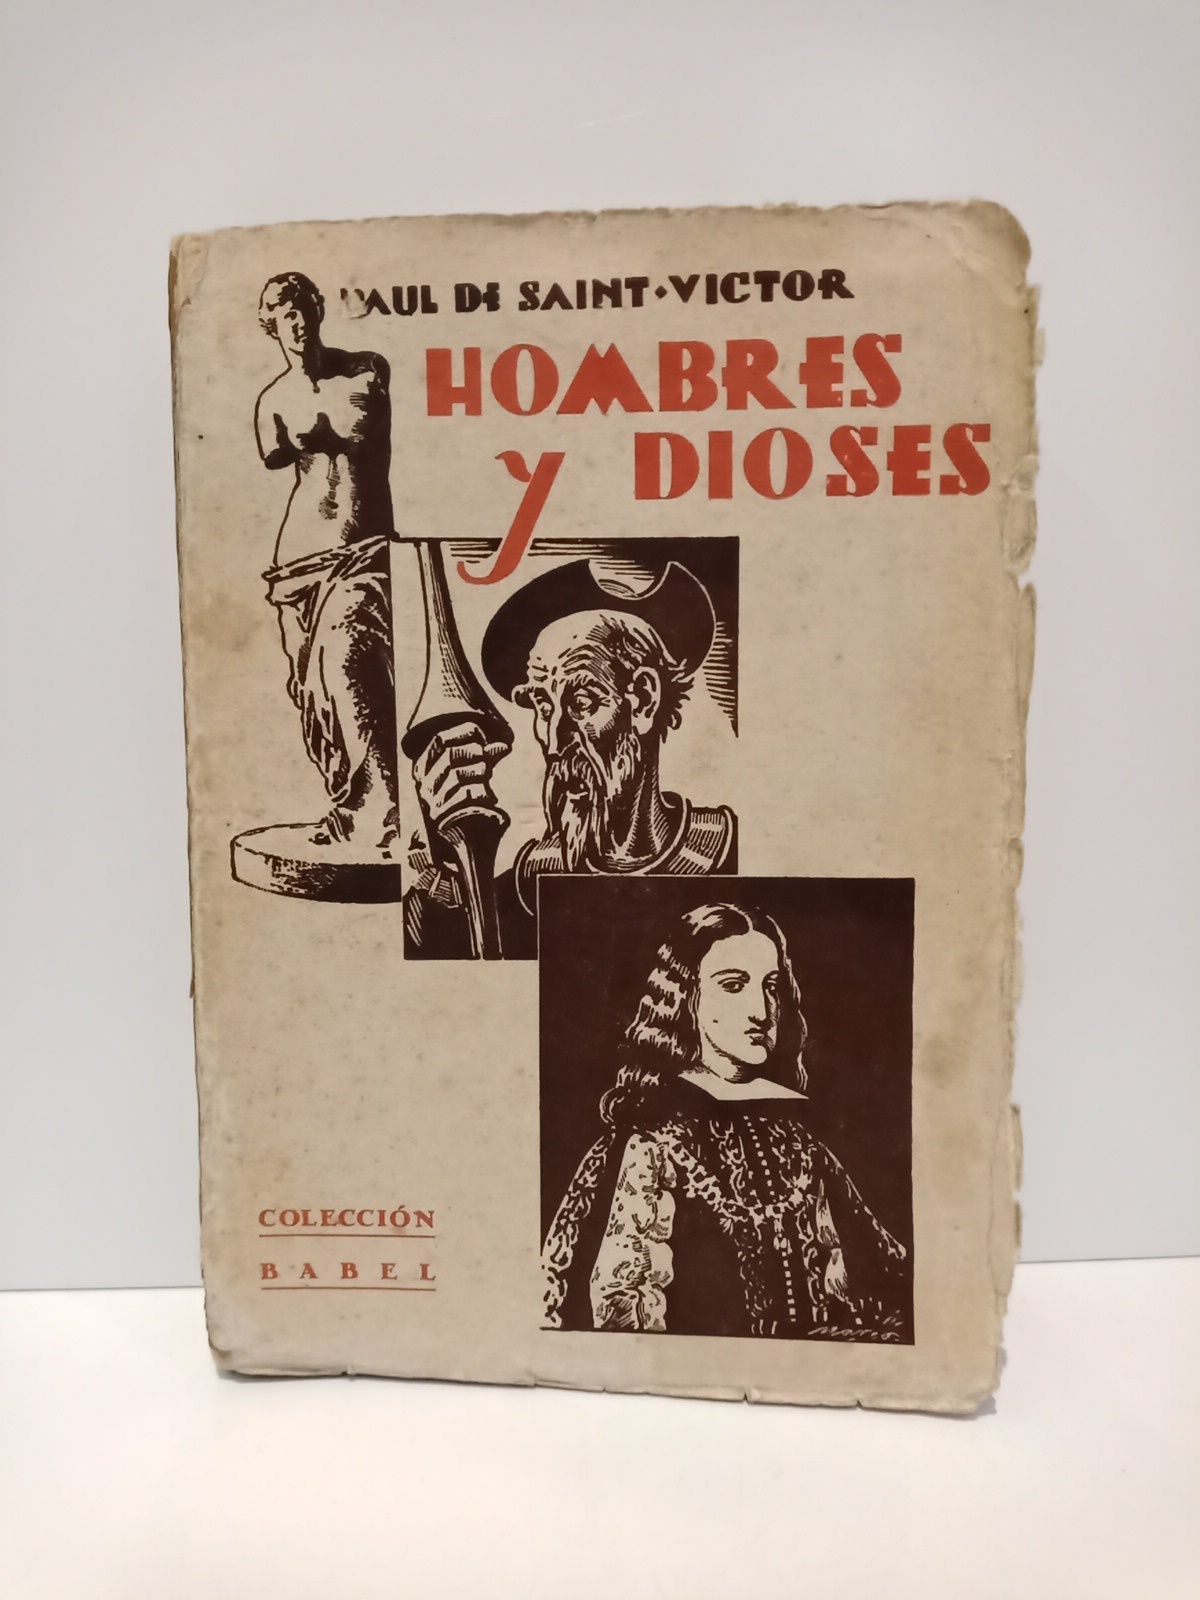 PAUL DE SAINT·VICTOR
HOMBRES
y DIOSES
COLECCIÓN
BABEL